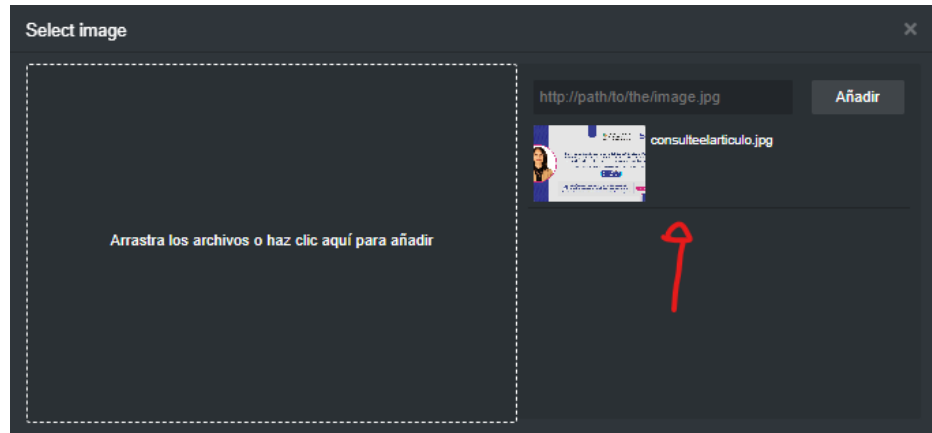 Select image
×
http://path/to/the/image.jpg
Añadir
consulteelarticulo.jpg
Arrastra los archivos o haz clic aquí para añadir